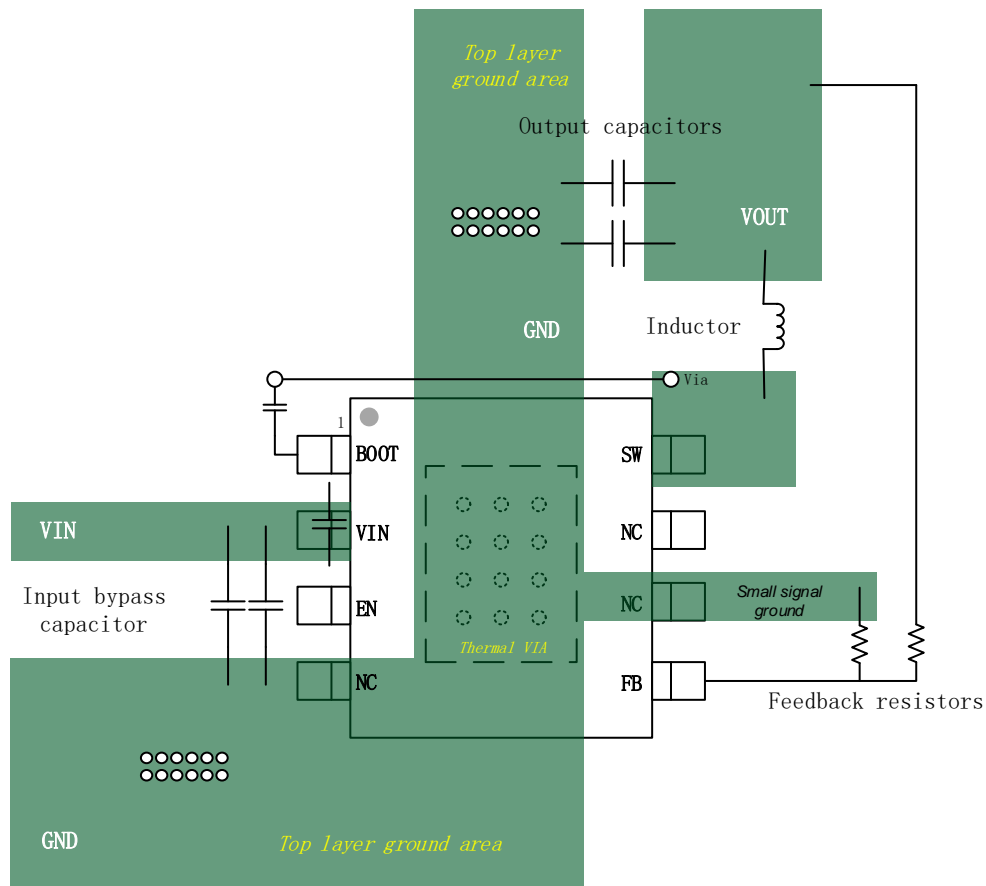 Top layer
ground area
Output capacitors
VOUT
GND
Inductor
Via
1
BOOT
SW
VIN
VIN
NC
Input bypass
capacitor
EN
NC
Small signal
ground
Thermal VIA
NC
FB
Feedback resistors
GND
Top layer ground area